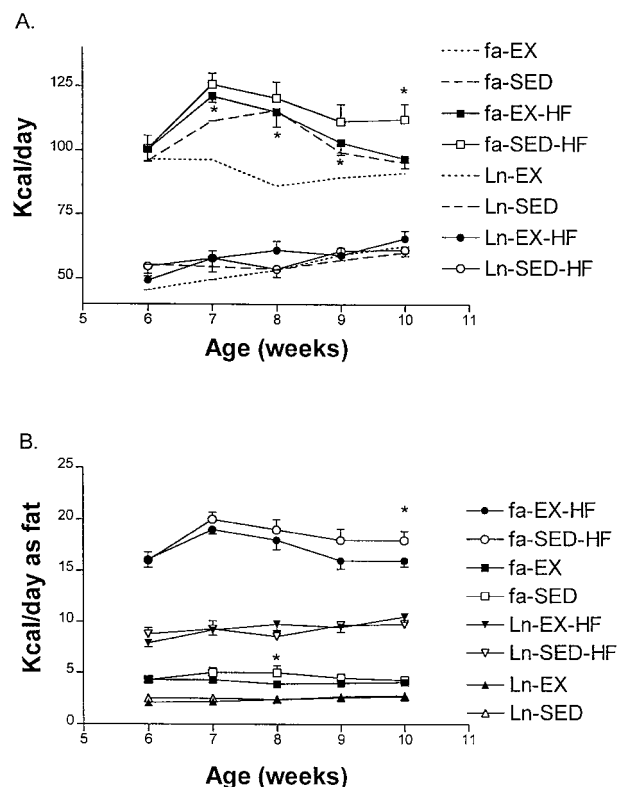 A.
125
100
75
50
Kcal/day
5 6 7 8 9 10 11
Age (weeks)
* * * *
fa-EX
fa-SED
fa-EX-HF
fa-SED-HF
Ln-EX
Ln-SED
Ln-EX-HF
Ln-SED-HF
B.
25
20
15
10
5
0
Kcal/day as fat
5 6 7 8 9 10 11
Age (weeks)
* *
fa-EX-HF
fa-SED-HF
fa-EX
fa-SED
Ln-EX-HF
Ln-SED-HF
Ln-EX
Ln-SED